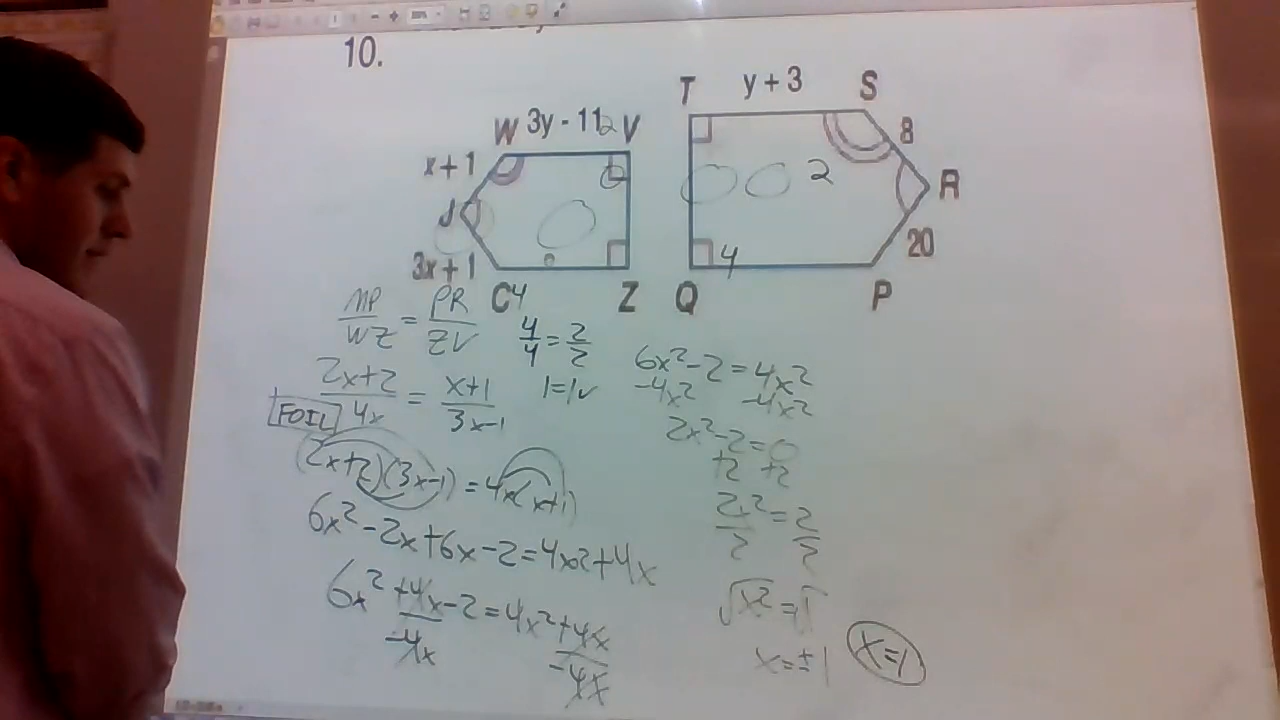 10.
T y + 3 S
W 3y - 11 2 V
8
x + 1
2
J
R
3x + 1
4
20
C 4 Z Q P
MP/WZ = PR/ZV
4/4 = 2/2
1=1✓
2x+2/4x = x+1/3x-1
FOIL
(2x+2)(3x-1) = 4x(x+1)
6x²-2x+6x-2=4x2+4x
6x²+4x-2=4x²+4x
-4x -4x
6x²-2=4x²
-4x² -4x²
2x²-2=0
+2 +2
2x²=2
2 2
√x²=√1
x=±1
x=1